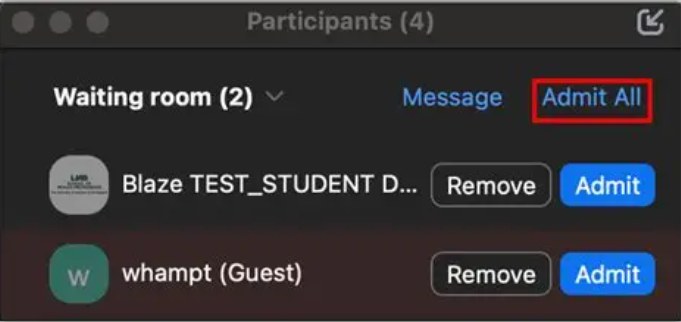 Participants (4)
Waiting room (2) Message Admit All
Blaze TEST_STUDENT D... Remove Admit
w whampt (Guest) Remove Admit